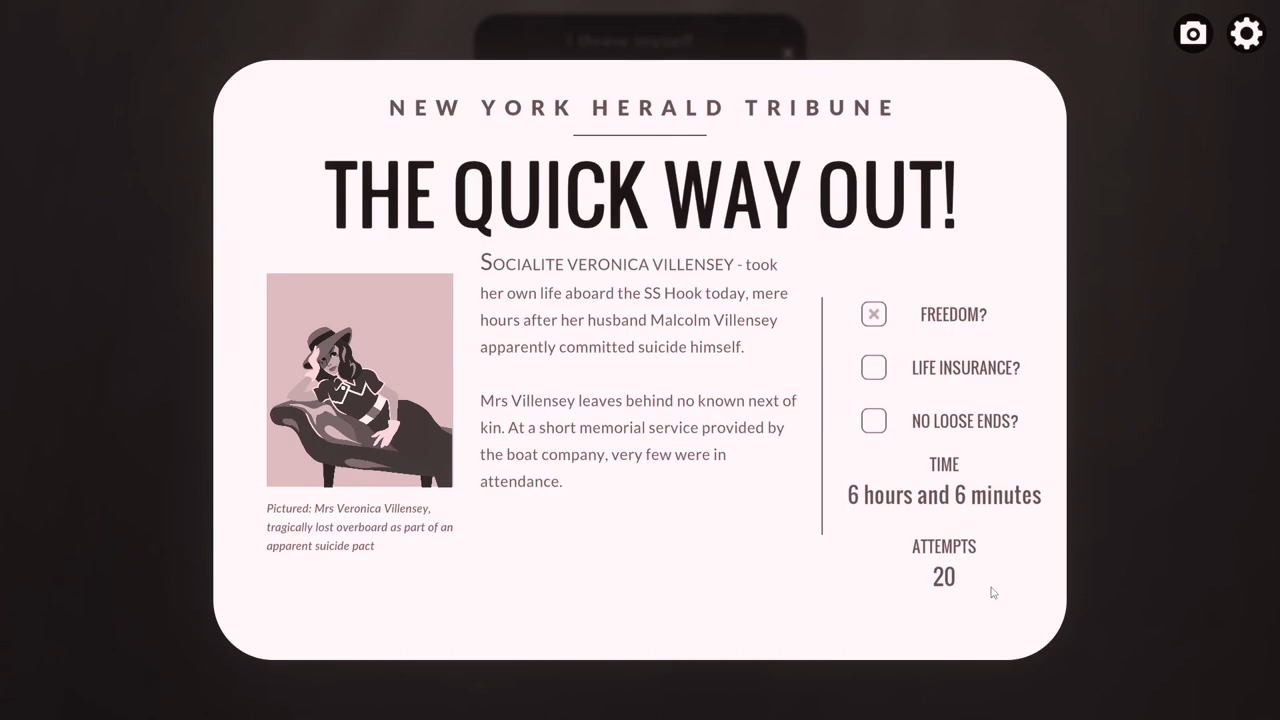 I threw myself
NEW YORK HERALD TRIBUNE
THE QUICK WAY OUT!
SOCIALITE VERONICA VILLENSEY - took
her own life aboard the SS Hook today, mere
hours after her husband Malcolm Villensey
apparently committed suicide himself.
Mrs Villensey leaves behind no known next of
kin. At a short memorial service provided by
the boat company, very few were in
attendance.
Pictured: Mrs Veronica Villensey,
tragically lost overboard as part of an
apparent suicide pact
FREEDOM?
LIFE INSURANCE?
NO LOOSE ENDS?
TIME
6 hours and 6 minutes
ATTEMPTS
20